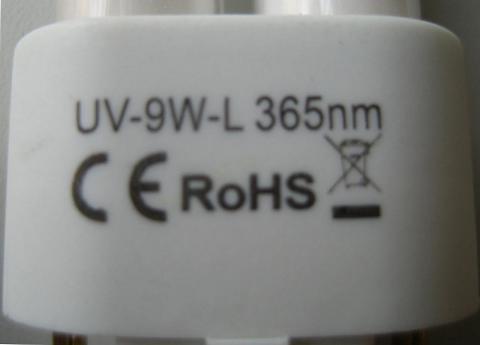 UV-9W-L 365nm
CE RoHS